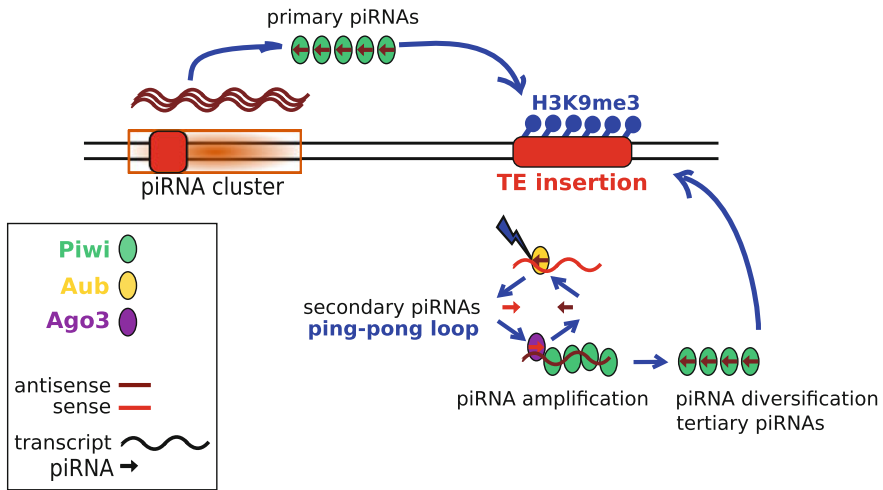 primary piRNAs
H3K9me3
piRNA cluster
TE insertion
Piwi
Aub
Ago3
antisense
sense
transcript
piRNA
secondary piRNAs
ping-pong loop
piRNA amplification
piRNA diversification
tertiary piRNAs